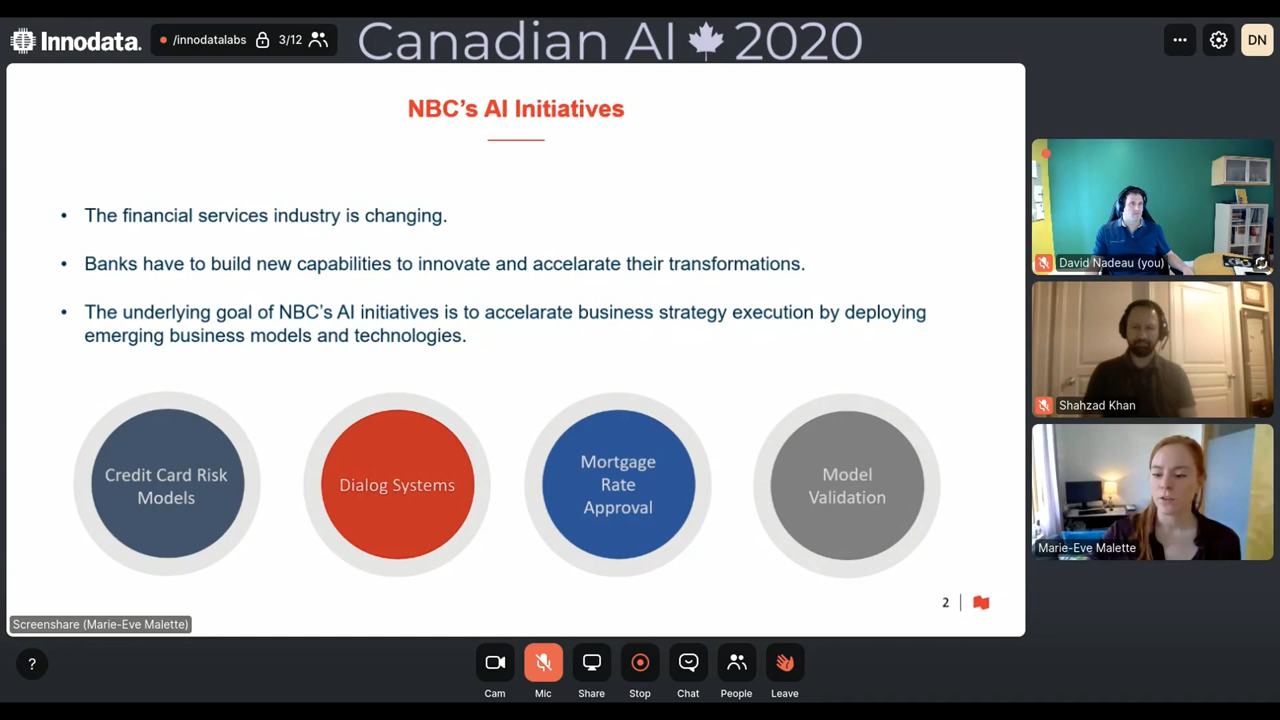 Innodata.
/innodatalabs
3/12
Canadian AI 2020
DN
NBC's AI Initiatives
• The financial services industry is changing.
• Banks have to build new capabilities to innovate and accelarate their transformations.
• The underlying goal of NBC's AI initiatives is to accelarate business strategy execution by deploying
emerging business models and technologies.
Credit Card Risk
Models
Dialog Systems
Mortgage
Rate
Approval
Model
Validation
2
Screenshare (Marie-Eve Malette)
David Nadeau (you)
Shahzad Khan
Marie-Eve Malette
?
Cam
Mic
Share
Stop
Chat
People
Leave